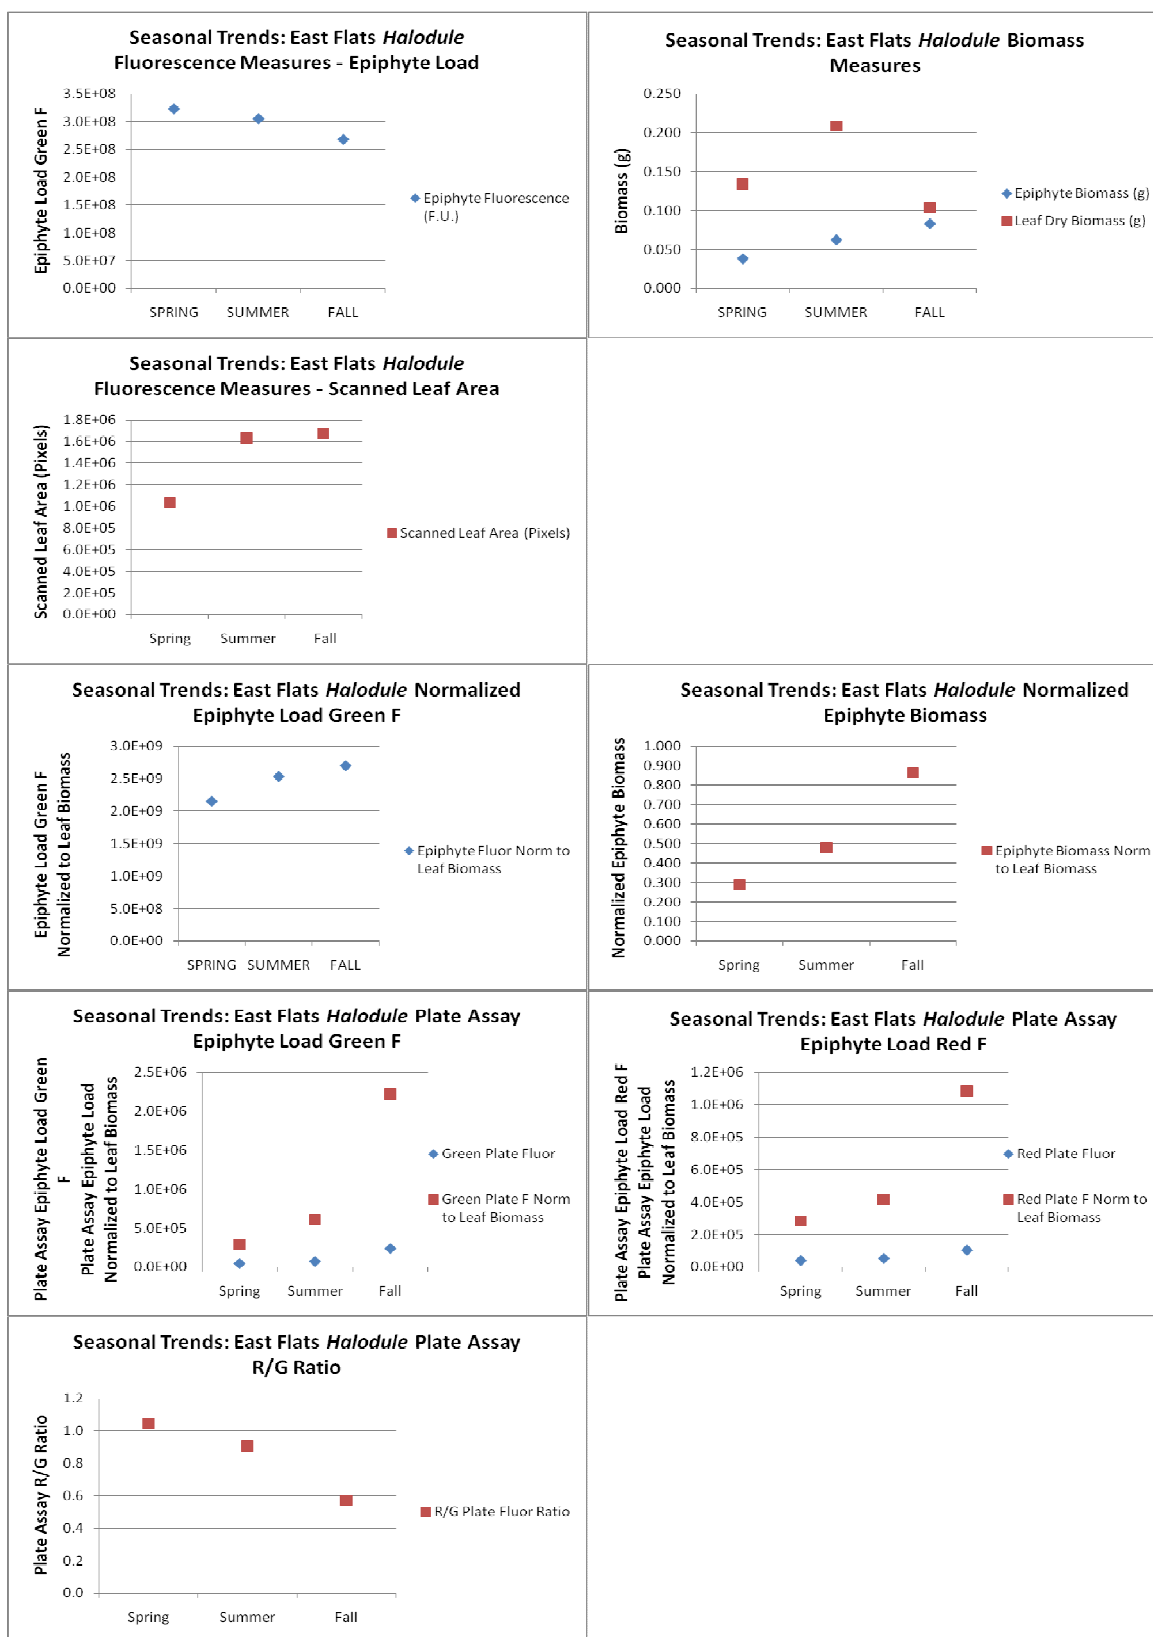 Seasonal Trends: East Flats Halodule
Fluorescence Measures - Epiphyte Load
Epiphyte Load Green F
3.5E+08
3.0E+08
2.5E+08
2.0E+08
1.5E+08
1.0E+08
5.0E+07
0.0E+00
SPRING SUMMER FALL
Epiphyte Fluorescence
(F.U.)
Seasonal Trends: East Flats Halodule Biomass
Measures
Biomass (g)
0.250
0.200
0.150
0.100
0.050
0.000
SPRING SUMMER FALL
Epiphyte Biomass (g)
Leaf Dry Biomass (g)
Seasonal Trends: East Flats Halodule
Fluorescence Measures - Scanned Leaf Area
Scanned Leaf Area (Pixels)
1.8E+06
1.6E+06
1.4E+06
1.2E+06
1.0E+06
8.0E+05
6.0E+05
4.0E+05
2.0E+05
0.0E+00
Spring Summer Fall
Scanned Leaf Area (Pixels)
Seasonal Trends: East Flats Halodule Normalized
Epiphyte Load Green F
Epiphyte Load Green F
Normalized to Leaf Biomass
3.0E+09
2.5E+09
2.0E+09
1.5E+09
1.0E+09
5.0E+08
0.0E+00
SPRING SUMMER FALL
Epiphyte Fluor Norm to
Leaf Biomass
Seasonal Trends: East Flats Halodule Normalized
Epiphyte Biomass
Normalized Epiphyte Biomass
1.000
0.900
0.800
0.700
0.600
0.500
0.400
0.300
0.200
0.100
0.000
Spring Summer Fall
Epiphyte Biomass Norm
to Leaf Biomass
Seasonal Trends: East Flats Halodule Plate Assay
Epiphyte Load Green F
Plate Assay Epiphyte Load Green
F
Plate Assay Epiphyte Load
Normalized to Leaf Biomass
2.5E+06
2.0E+06
1.5E+06
1.0E+06
5.0E+05
0.0E+00
Spring Summer Fall
Green Plate Fluor
Green Plate F Norm
to Leaf Biomass
Seasonal Trends: East Flats Halodule Plate Assay
Epiphyte Load Red F
Plate Assay Epiphyte Load Red F
Plate Assay Epiphyte Load
Normalized to Leaf Biomass
1.2E+06
1.0E+06
8.0E+05
6.0E+05
4.0E+05
2.0E+05
0.0E+00
Spring Summer Fall
Red Plate Fluor
Red Plate F Norm to
Leaf Biomass
Seasonal Trends: East Flats Halodule Plate Assay
R/G Ratio
Plate Assay R/G Ratio
1.2
1.0
0.8
0.6
0.4
0.2
0.0
Spring Summer Fall
R/G Plate Fluor Ratio